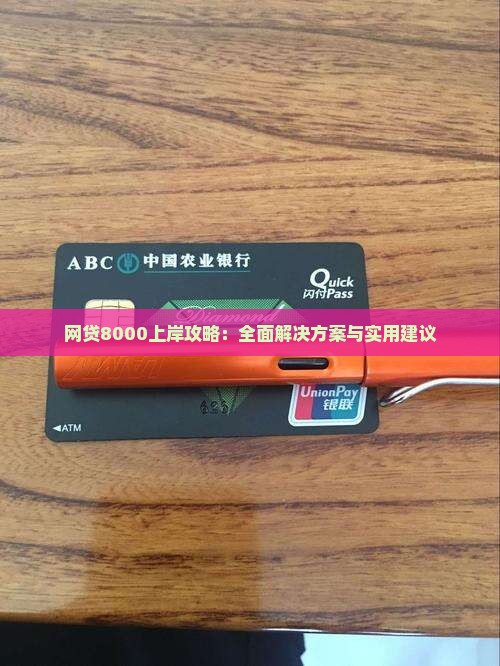 ABC 中国农业银行
Quick
闪付Pass
Diamond
网贷8000上岸攻略：全面解决方案与实用建议
LAMY
UnionPay
银联
◀ATM